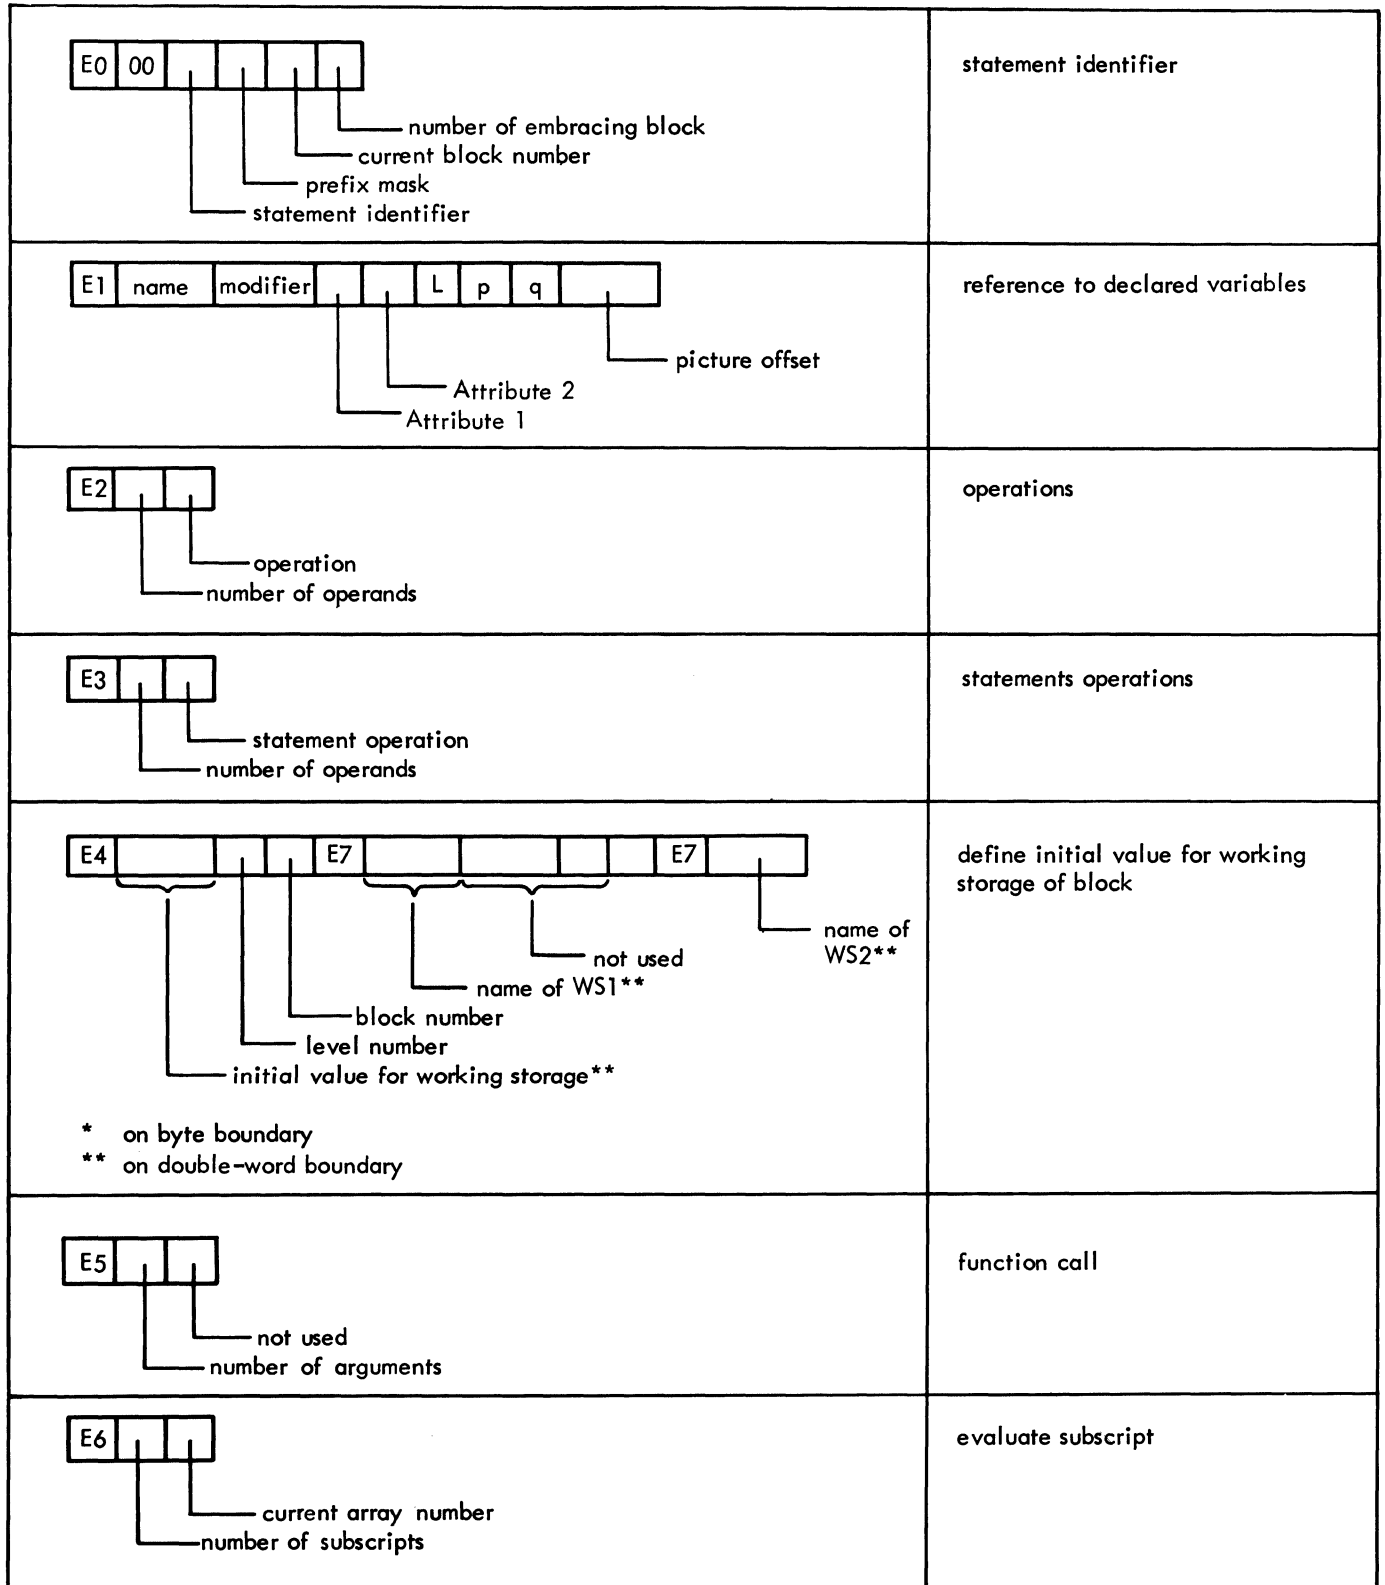 E0 00 statement identifier
number of embracing block
current block number
prefix mask
statement identifier
E1 name modifier L p q reference to declared variables
picture offset
Attribute 2
Attribute 1
E2 operations
operation
number of operands
E3 statements operations
statement operation
number of operands
E4 E7 E7 define initial value for working
storage of block
name of
WS2**
not used
name of WS1**
block number
level number
initial value for working storage**
* on byte boundary
** on double-word boundary
E5 function call
not used
number of arguments
E6 evaluate subscript
current array number
number of subscripts